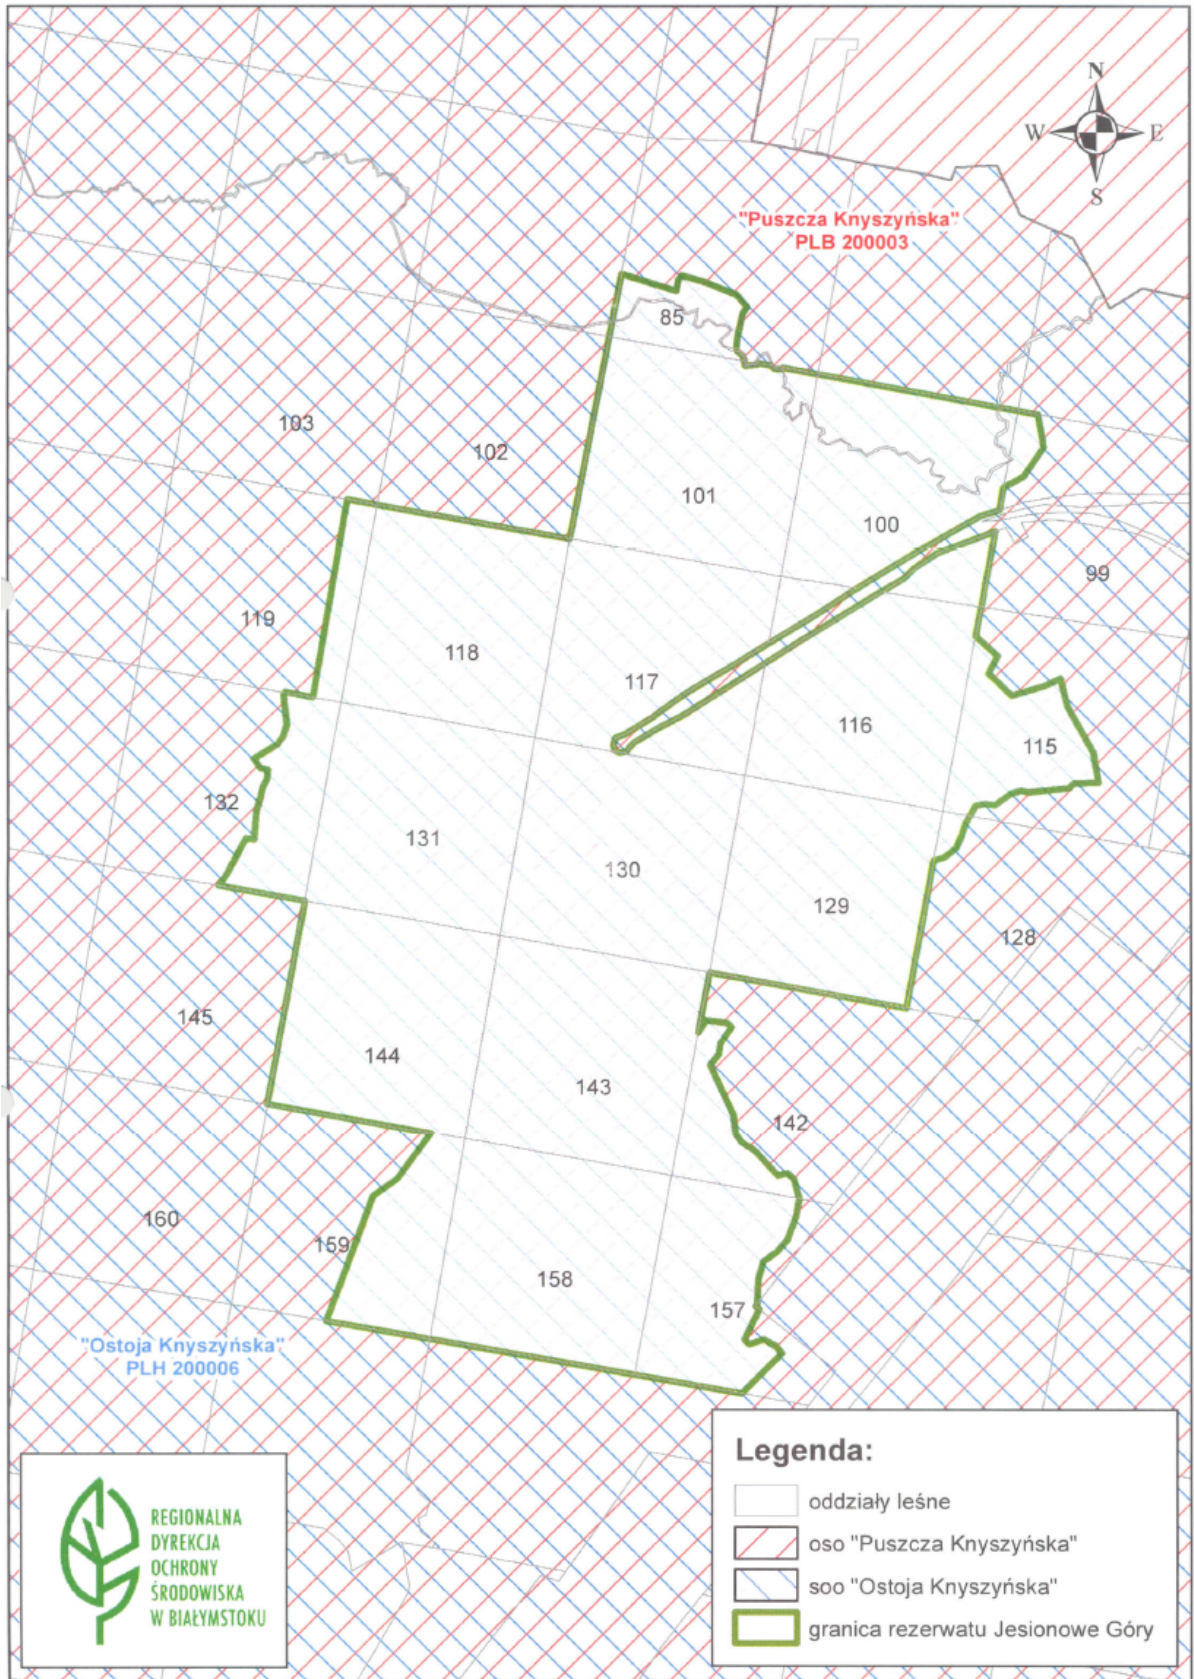 N
W E
S
"Puszcza Knyszyńska"
PLB 200003
85
103
102
101
100
99
119
118
117
116
115
132
131
130
129
128
145
144
143
142
160
159
158
157
"Ostoja Knyszyńska"
PLH 200006
REGIONALNA
DYREKCJA
OCHRONY
ŚRODOWISKA
W BIAŁYMSTOKU
Legenda:
oddziały leśne
oso "Puszcza Knyszyńska"
soo "Ostoja Knyszyńska"
granica rezerwatu Jesionowe Góry